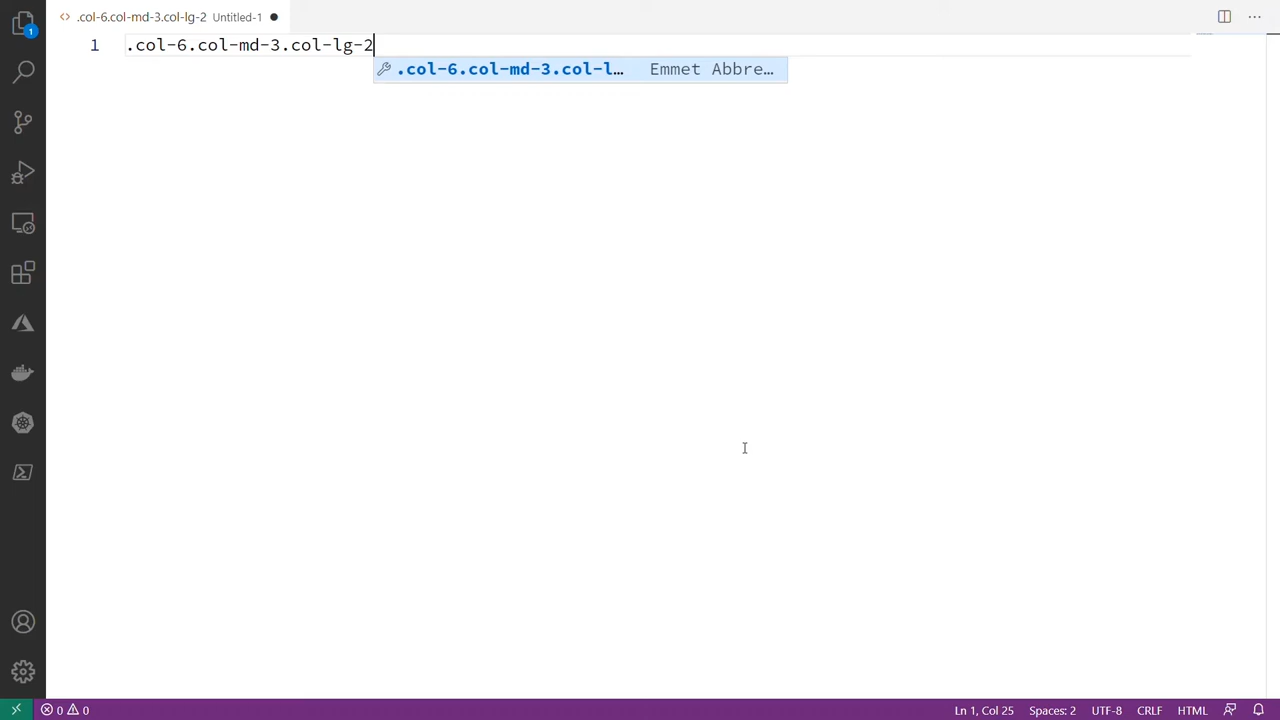 .col-6.col-md-3.col-lg-2 Untitled-1
1
1 .col-6.col-md-3.col-lg-2
.col-6.col-md-3.col-l… Emmet Abbre…
0 0 Ln 1, Col 25 Spaces: 2 UTF-8 CRLF HTML